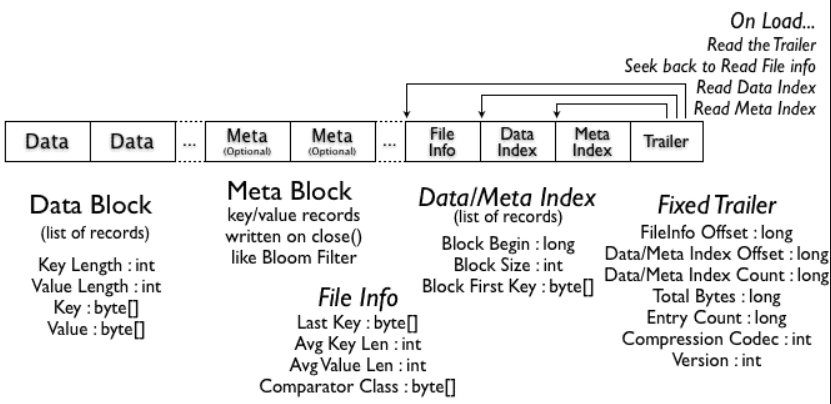 On Load...
Read the Trailer
Seek back to Read File info
Read Data Index
Read Meta Index
Data
Data
...
Meta
(Optional)
Meta
(Optional)
...
File
Info
Data
Index
Meta
Index
Trailer
Data Block
(list of records)
Key Length : int
Value Length : int
Key : byte[]
Value : byte[]
Meta Block
key/value records
written on close()
like Bloom Filter
File Info
Last Key : byte[]
Avg Key Len : int
Avg Value Len : int
Comparator Class : byte[]
Data/Meta Index
(list of records)
Block Begin : long
Block Size : int
Block First Key : byte[]
Fixed Trailer
FileInfo Offset : long
Data/Meta Index Offset : long
Data/Meta Index Count : long
Total Bytes : long
Entry Count : long
Compression Codec : int
Version : int